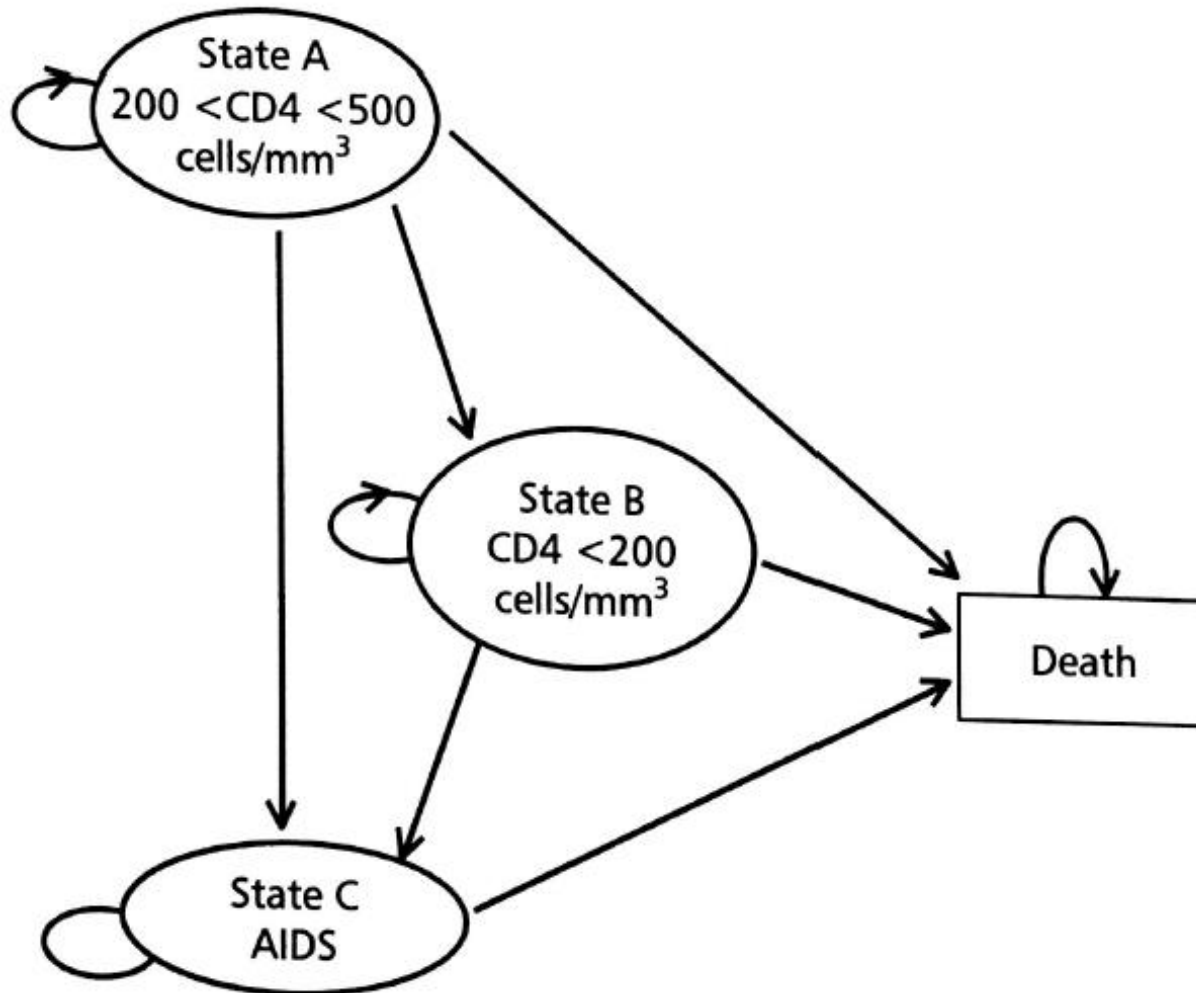 State A
200 <CD4 <500
cells/mm³
State B
CD4 <200
cells/mm³
Death
State C
AIDS